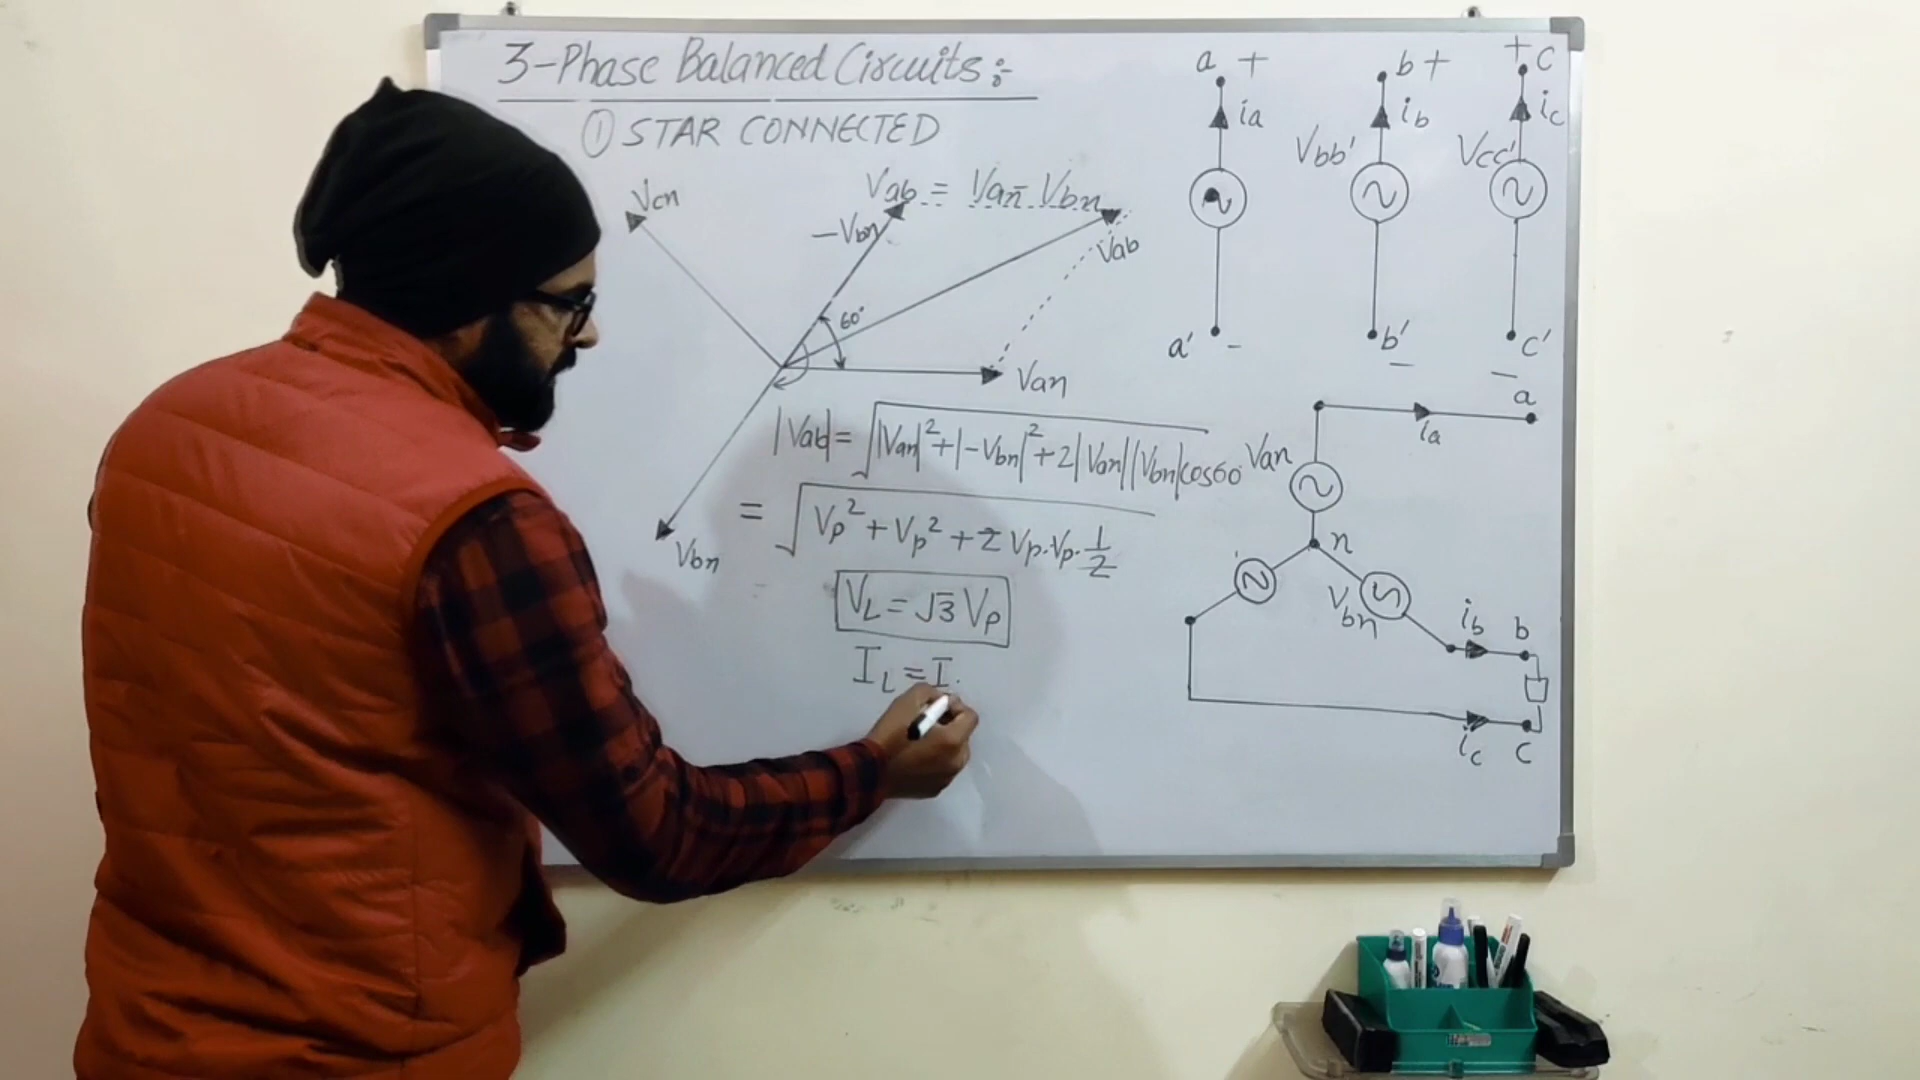 3-Phase Balanced Circuits :-
① STAR CONNECTED
Vcn
Vab = Van - Vbn
-Vbn
Vab
60°
Van
Vbn
|Vab| = √|Van|² + |-Vbn|² + 2|Van||Vbn|cos60
= √Vp² + Vp² + 2 Vp.Vp. 1/2
VL = √3 Vp
IL = I
a +
ia
a' -
b +
ib
Vbb'
b' -
+ c
ic
Vcc'
c' -
a
ia
Van
n
Vbn
ib b
ic c